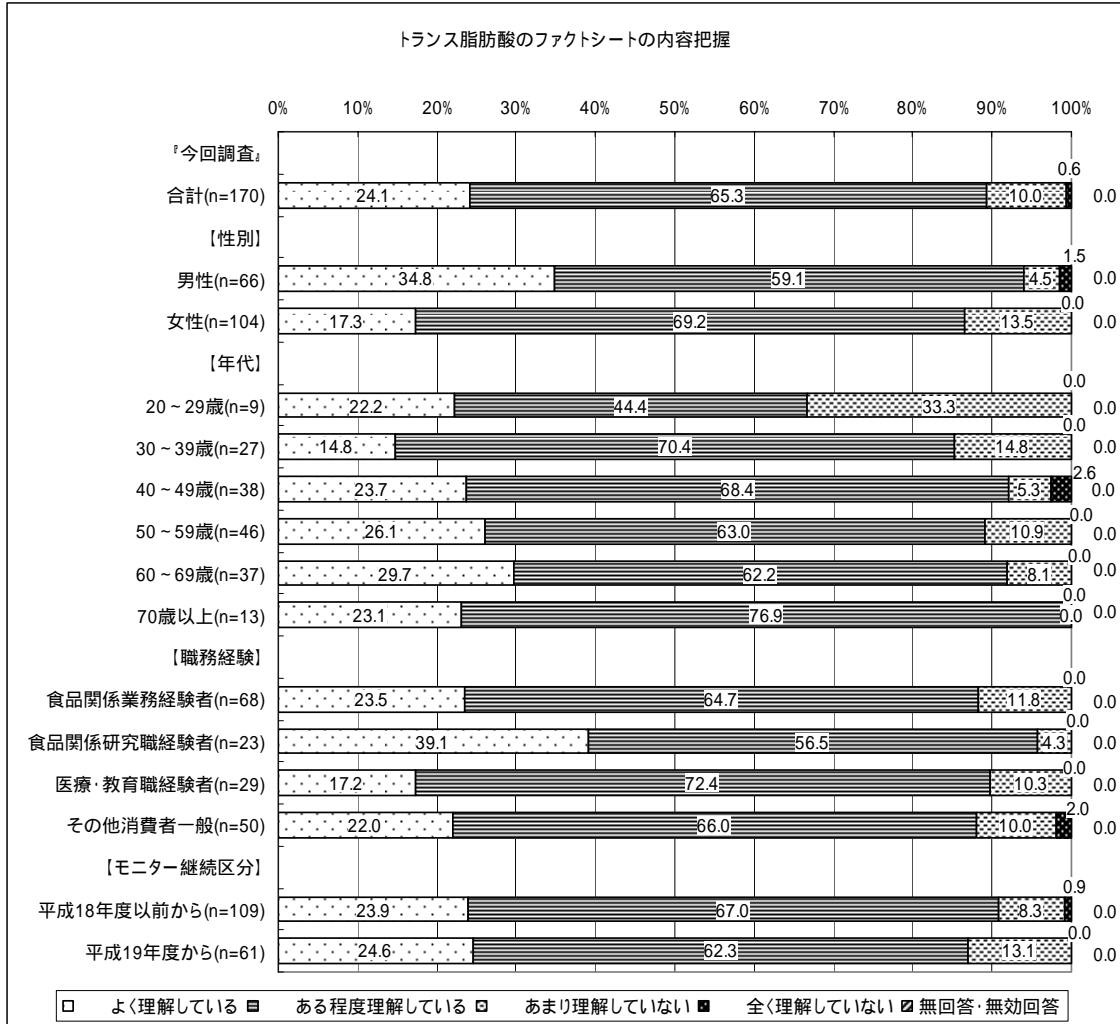 トランス脂肪酸のファクトシートの内容把握
0% 10% 20% 30% 40% 50% 60% 70% 80% 90% 100%
『今回調査』
合計(n=170) 24.1 65.3 10.0 0.6 0.0
【性別】
男性(n=66) 34.8 59.1 4.5 1.5 0.0
女性(n=104) 17.3 69.2 13.5 0.0 0.0
【年代】
20~29歳(n=9) 22.2 44.4 33.3 0.0 0.0
30~39歳(n=27) 14.8 70.4 14.8 0.0 0.0
40~49歳(n=38) 23.7 68.4 5.3 2.6 0.0
50~59歳(n=46) 26.1 63.0 10.9 0.0 0.0
60~69歳(n=37) 29.7 62.2 8.1 0.0 0.0
70歳以上(n=13) 23.1 76.9 0.0 0.0 0.0
【職務経験】
食品関係業務経験者(n=68) 23.5 64.7 11.8 0.0 0.0
食品関係研究職経験者(n=23) 39.1 56.5 4.3 0.0 0.0
医療・教育職経験者(n=29) 17.2 72.4 10.3 0.0 0.0
その他消費者一般(n=50) 22.0 66.0 10.0 2.0 0.0
【モニター継続区分】
平成18年度以前から(n=109) 23.9 67.0 8.3 0.9 0.0
平成19年度から(n=61) 24.6 62.3 13.1 0.0 0.0
よく理解している ある程度理解している あまり理解していない 全く理解していない 無回答・無効回答